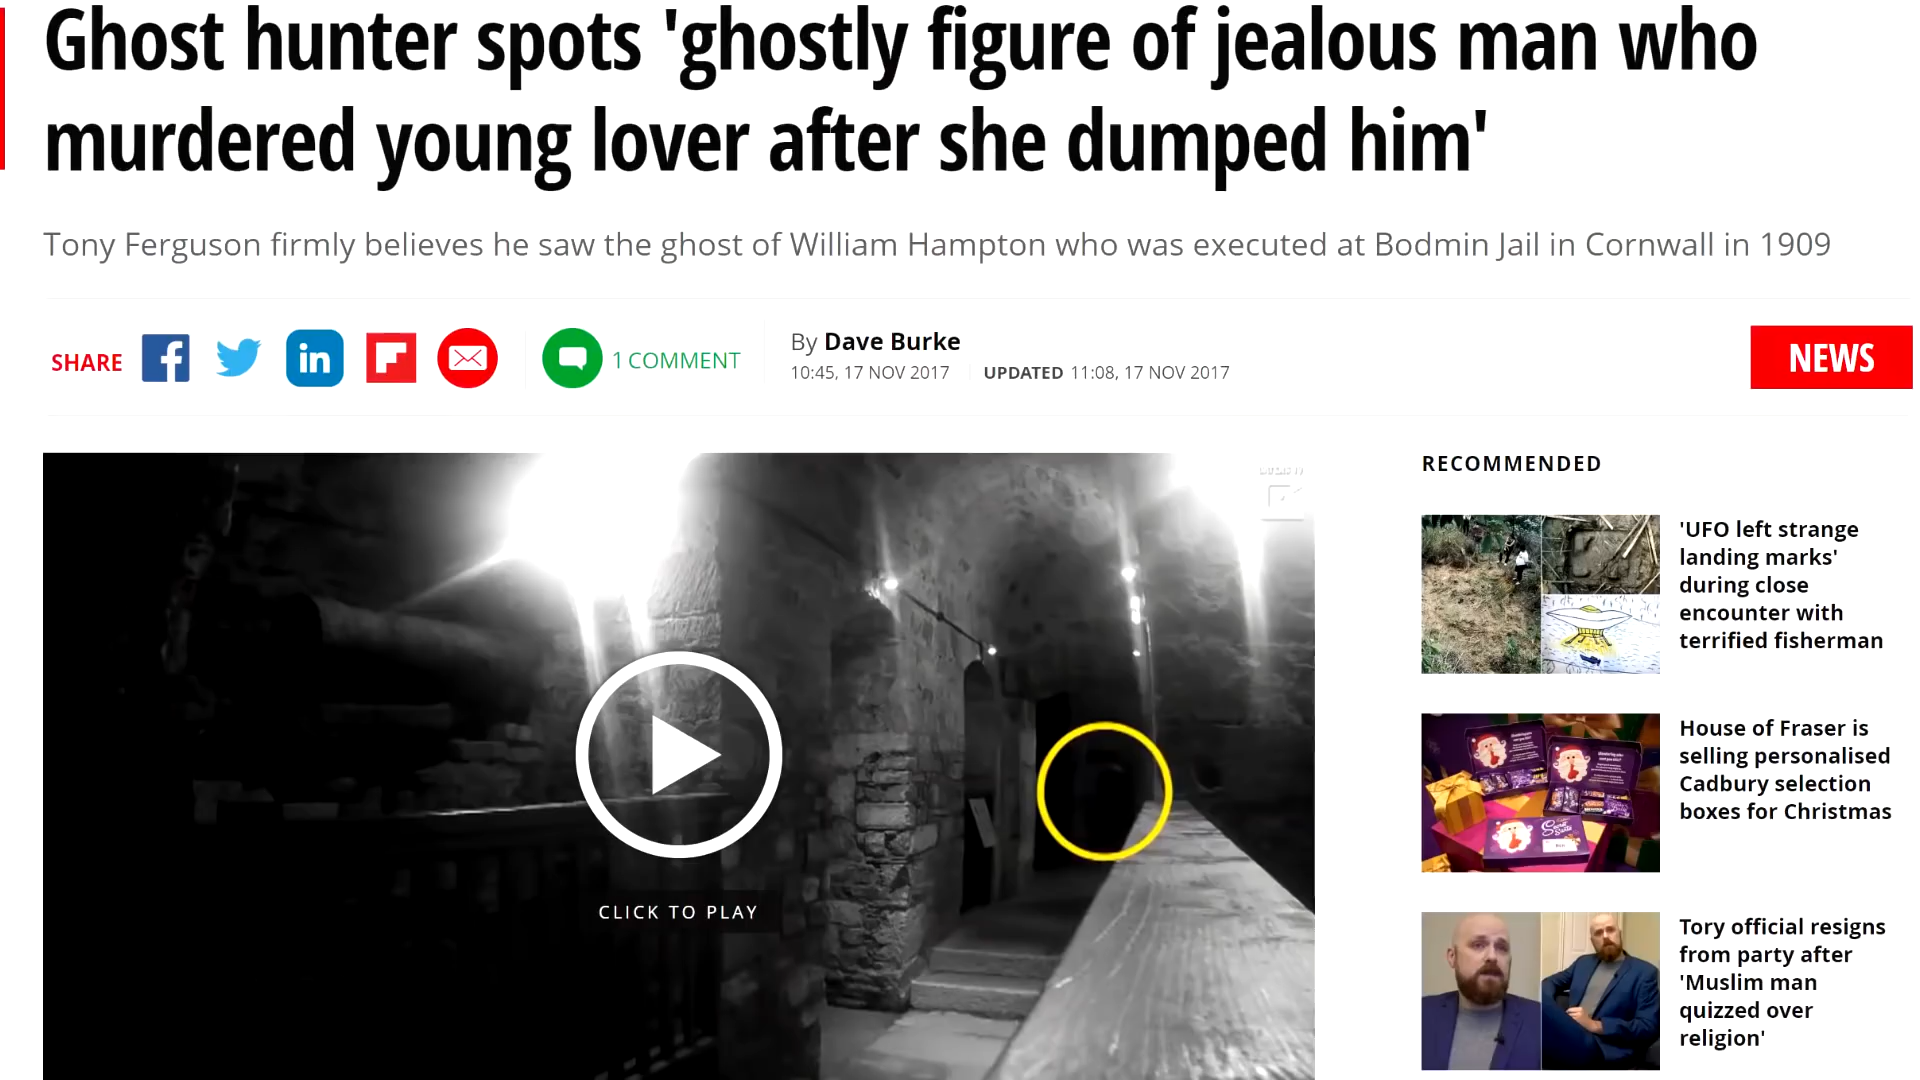 Ghost hunter spots 'ghostly figure of jealous man who
murdered young lover after she dumped him'
Tony Ferguson firmly believes he saw the ghost of William Hampton who was executed at Bodmin Jail in Cornwall in 1909
SHARE
1 COMMENT
By Dave Burke
10:45, 17 NOV 2017
UPDATED 11:08, 17 NOV 2017
NEWS
CLICK TO PLAY
RECOMMENDED
'UFO left strange
landing marks'
during close
encounter with
terrified fisherman
House of Fraser is
selling personalised
Cadbury selection
boxes for Christmas
Tory official resigns
from party after
'Muslim man
quizzed over
religion'